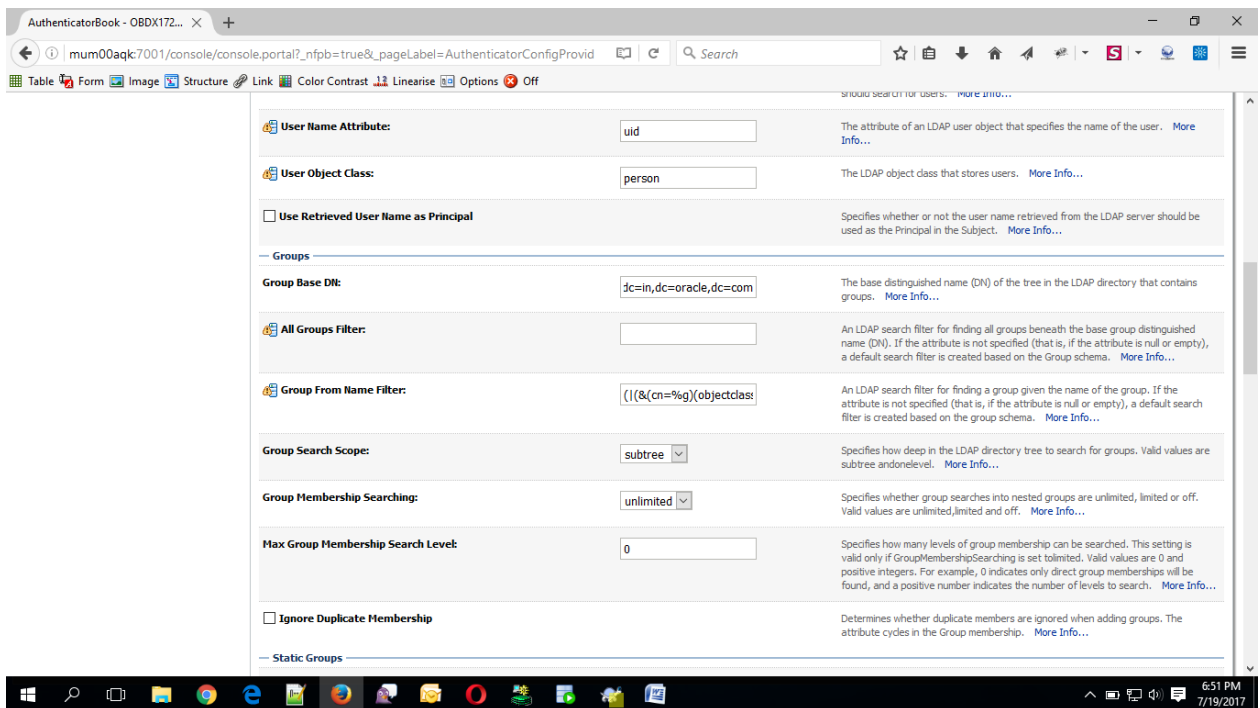 AuthenticatorBook - OBDX172...
mum00aqk:7001/console/console.portal?_nfpb=true&_pageLabel=AuthenticatorConfigProvid
Search
Table Form Image Structure Link Color Contrast Linearise Options Off
should search for users. More Info...
User Name Attribute:
uid
The attribute of an LDAP user object that specifies the name of the user. More
Info...
User Object Class:
person
The LDAP object class that stores users. More Info...
Use Retrieved User Name as Principal
Specifies whether or not the user name retrieved from the LDAP server should be
used as the Principal in the Subject. More Info...
Groups
Group Base DN:
dc=in,dc=oracle,dc=com
The base distinguished name (DN) of the tree in the LDAP directory that contains
groups. More Info...
All Groups Filter:
An LDAP search filter for finding all groups beneath the base group distinguished
name (DN). If the attribute is not specified (that is, if the attribute is null or empty),
a default search filter is created based on the Group schema. More Info...
Group From Name Filter:
(|(&(cn=%g)(objectclass
An LDAP search filter for finding a group given the name of the group. If the
attribute is not specified (that is, if the attribute is null or empty), a default search
filter is created based on the group schema. More Info...
Group Search Scope:
subtree
Specifies how deep in the LDAP directory tree to search for groups. Valid values are
subtree andonelevel. More Info...
Group Membership Searching:
unlimited
Specifies whether group searches into nested groups are unlimited, limited or off.
Valid values are unlimited,limited and off. More Info...
Max Group Membership Search Level:
0
Specifies how many levels of group membership can be searched. This setting is
valid only if GroupMembershipSearching is set tolimited. Valid values are 0 and
positive integers. For example, 0 indicates only direct group memberships will be
found, and a positive number indicates the number of levels to search. More Info...
Ignore Duplicate Membership
Determines whether duplicate members are ignored when adding groups. The
attribute cycles in the Group membership. More Info...
Static Groups
6:51 PM
7/19/2017